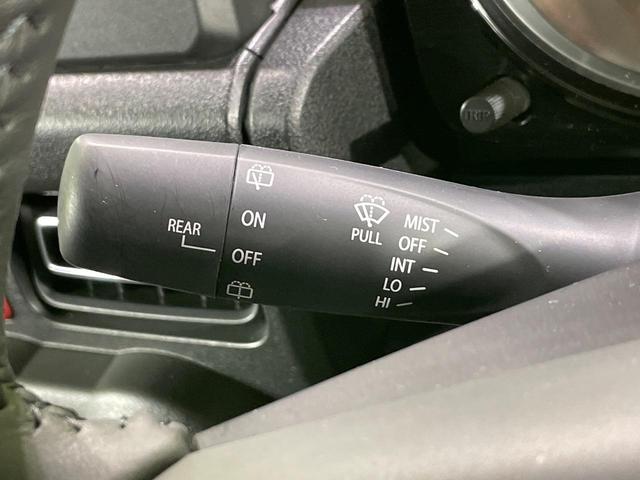 TRIP
REAR
ON
OFF
PULL
MIST
OFF
INT
LO
HI